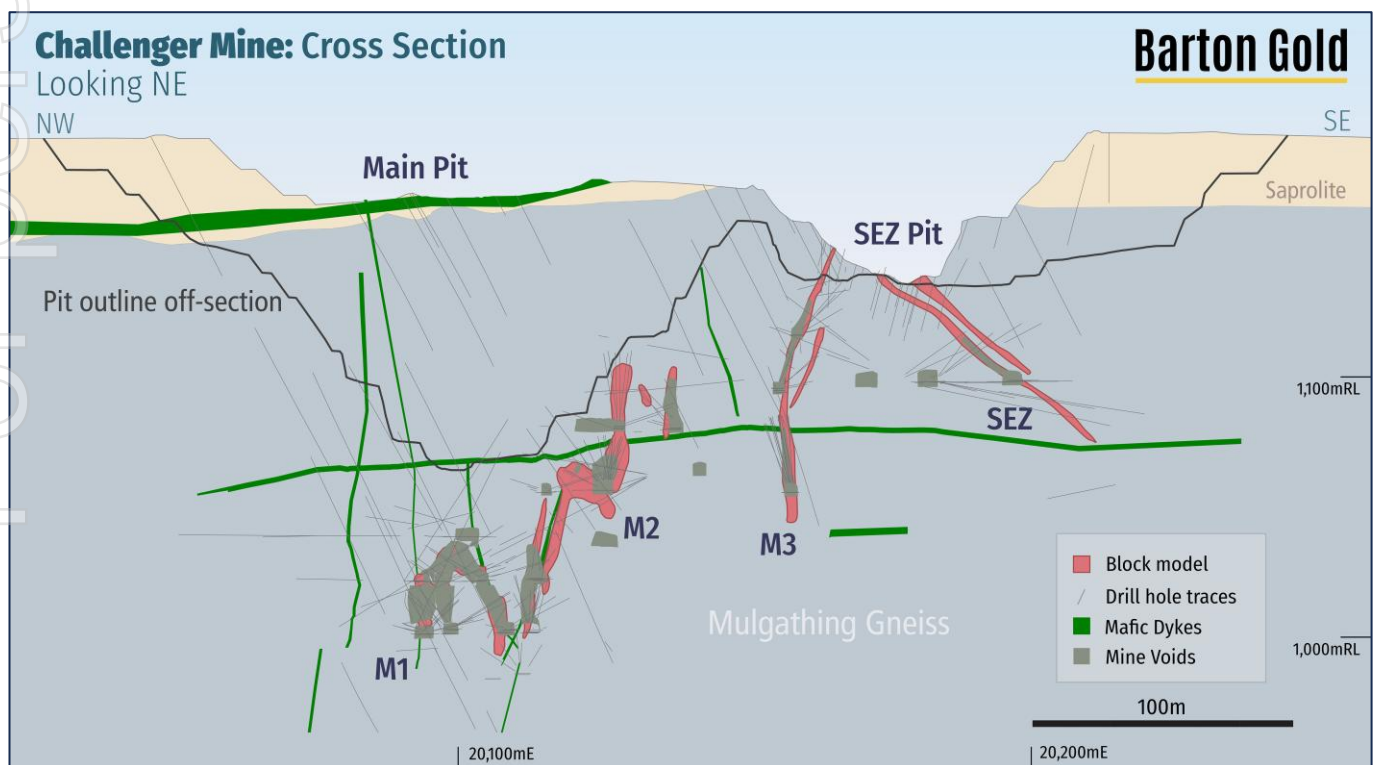 Challenger Mine: Cross Section
Barton Gold
Looking NE
NW
SE
Main Pit
Saprolite
SEZ Pit
Pit outline off-section
1,100mRL
SEZ
M2
M3
Block model
Drill hole traces
Mafic Dykes
Mine Voids
Mulgathing Gneiss
1,000mRL
M1
100m
20,100mE
20,200mE